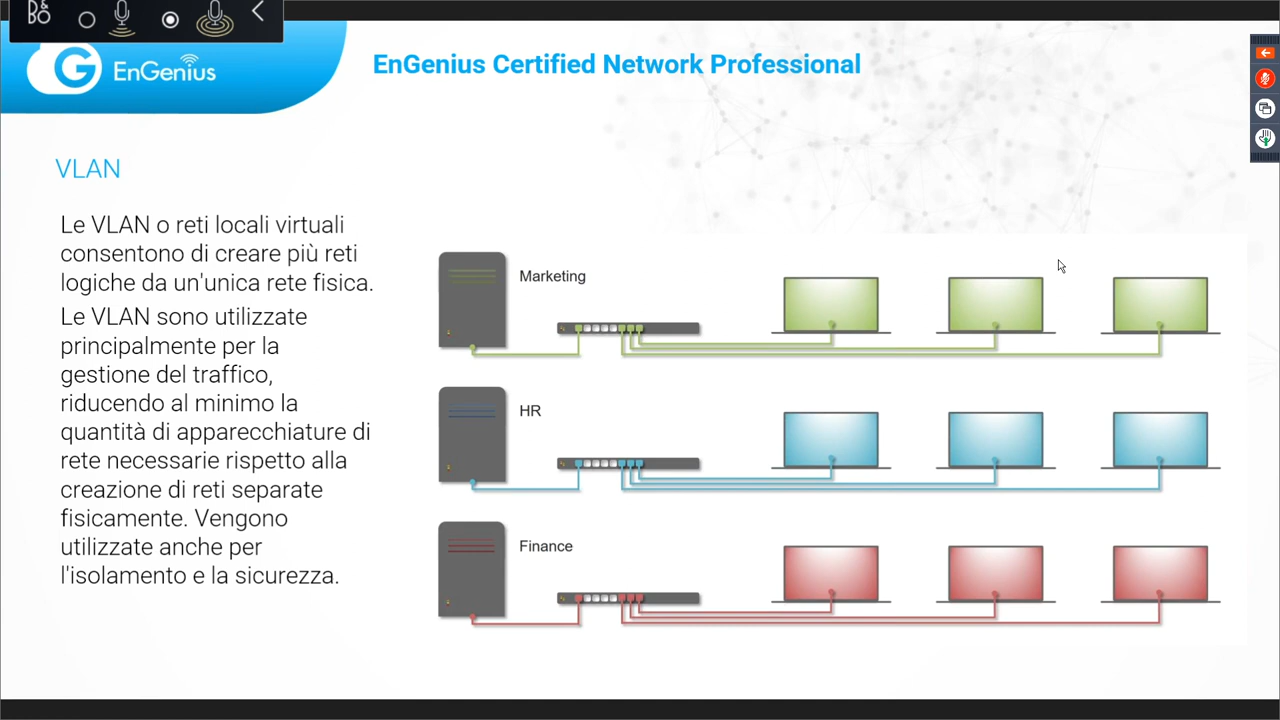 B&O
EnGenius
EnGenius Certified Network Professional
VLAN
Le VLAN o reti locali virtuali
consentono di creare più reti
logiche da un'unica rete fisica.
Le VLAN sono utilizzate
principalmente per la
gestione del traffico,
riducendo al minimo la
quantità di apparecchiature di
rete necessarie rispetto alla
creazione di reti separate
fisicamente. Vengono
utilizzate anche per
l'isolamento e la sicurezza.
Marketing
HR
Finance